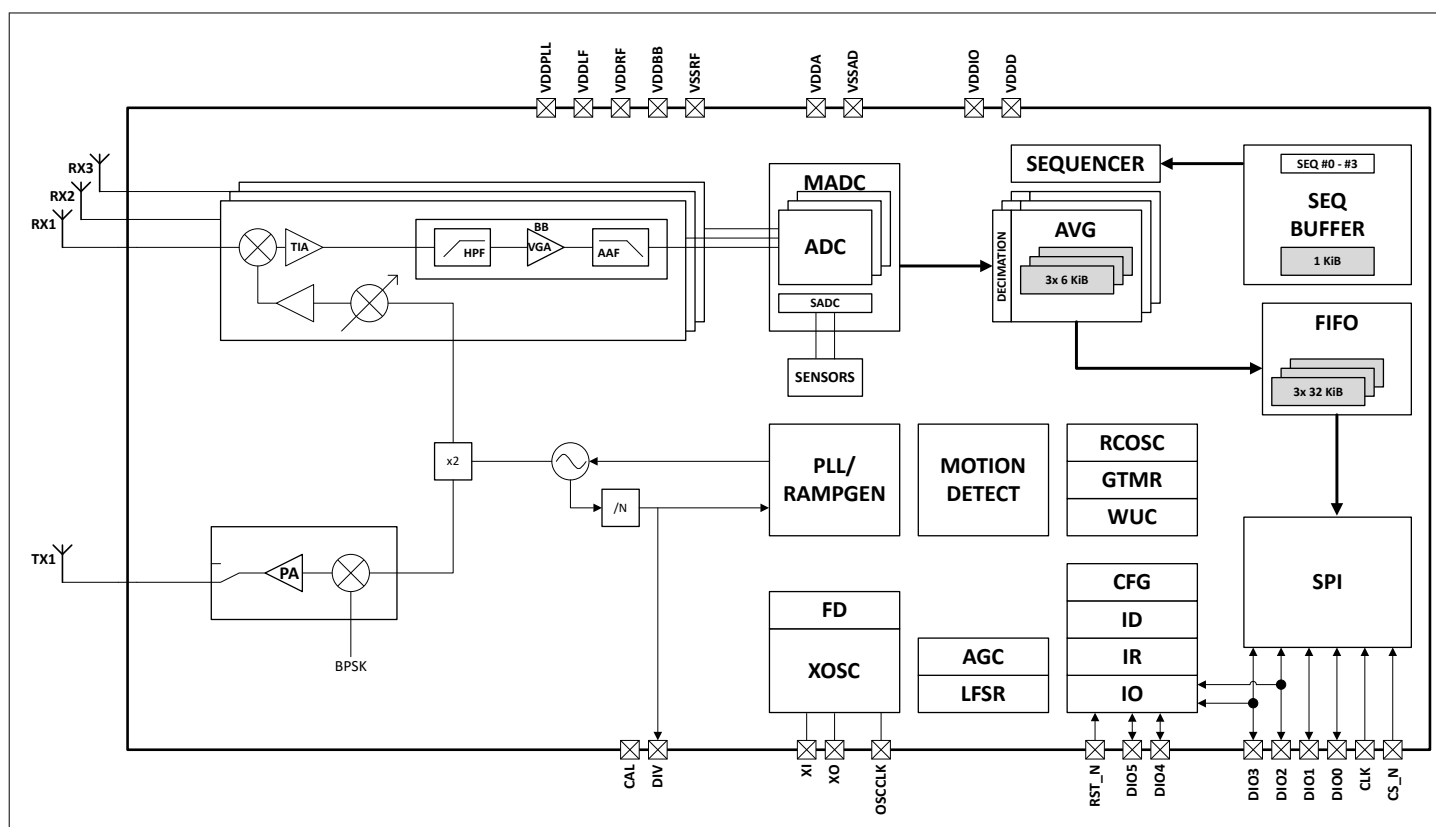 VDDPLL
VDDLF
VDDRF
VDDBB
VSSRF
VDDA
VSSAD
VDDIO
VDDD
RX3
RX2
RX1
TIA
BB
HPF
VGA
AAF
MADC
ADC
SADC
SENSORS
SEQUENCER
DECIMATION
AVG
3x 6 KiB
SEQ #0 - #3
SEQ
BUFFER
1 KiB
FIFO
3x 32 KiB
x2
/N
PLL/
RAMPGEN
MOTION
DETECT
RCOSC
GTMR
WUC
TX1
PA
BPSK
FD
XOSC
AGC
LFSR
CFG
ID
IR
IO
SPI
CAL
DIV
XI
XO
OSCCLK
RST_N
DIO5
DIO4
DIO3
DIO2
DIO1
DIO0
CLK
CS_N